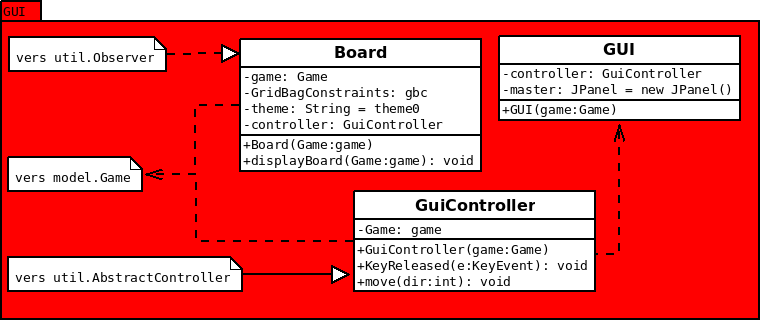 GUI
vers util.Observer
Board
-game: Game
-GridBagConstraints: gbc
-theme: String = theme0
-controller: GuiController
+Board(Game:game)
+displayBoard(Game:game): void
GUI
-controller: GuiController
-master: JPanel = new JPanel()
+GUI(game:Game)
vers model.Game
GuiController
-Game: game
+GuiController(game:Game)
+KeyReleased(e:KeyEvent): void
+move(dir:int): void
vers util.AbstractController